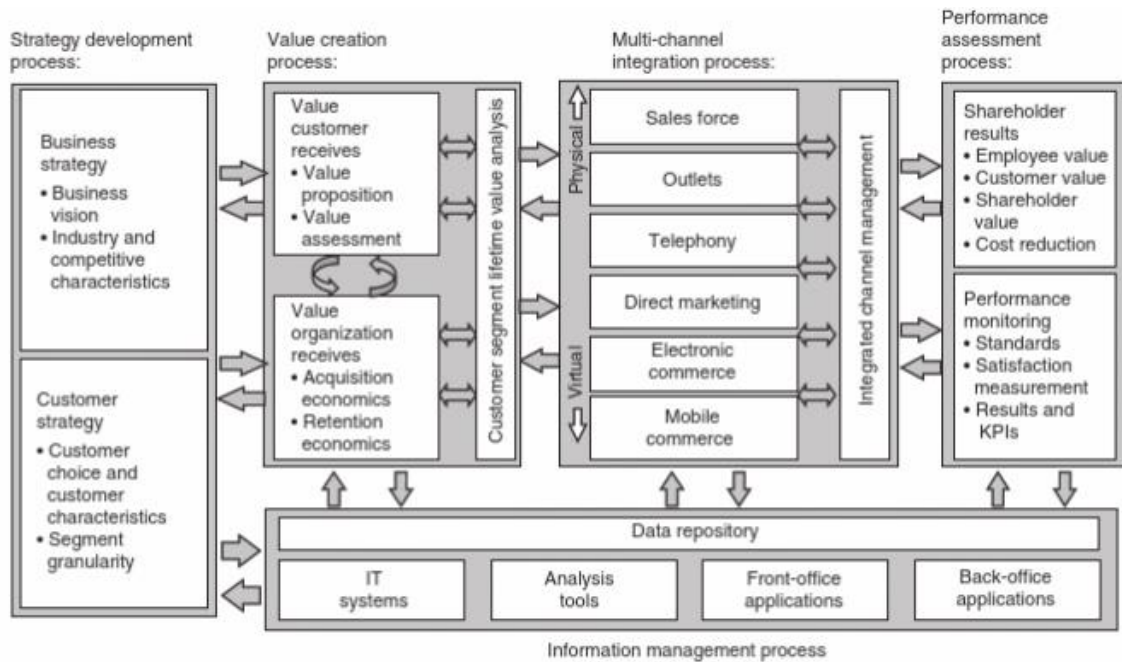 Strategy development
process:
Business
strategy
• Business
vision
• Industry and
competitive
characteristics
Customer
strategy
• Customer
choice and
customer
characteristics
• Segment
granularity
Value creation
process:
Value
customer
receives
• Value
proposition
• Value
assessment
Value
organization
receives
• Acquisition
economics
• Retention
economics
Customer segment lifetime value analysis
Multi-channel
integration process:
Physical
Virtual
Sales force
Outlets
Telephony
Direct marketing
Electronic
commerce
Mobile
commerce
Integrated channel management
Performance
assessment
process:
Shareholder
results
• Employee value
• Customer value
• Shareholder
value
• Cost reduction
Performance
monitoring
• Standards
• Satisfaction
measurement
• Results and
KPIs
Data repository
IT
systems
Analysis
tools
Front-office
applications
Back-office
applications
Information management process